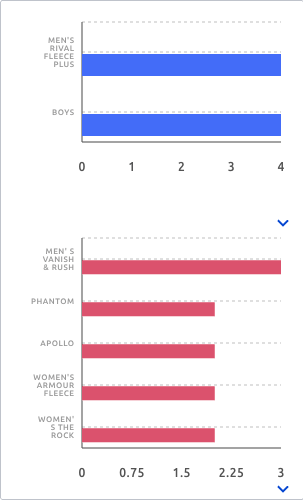 MEN'S
RIVAL
FLEECE
PLUS
BOYS
0 1 2 3 4
MEN' S
VANISH
& RUSH
PHANTOM
APOLLO
WOMEN'S
ARMOUR
FLEECE
WOMEN'
S THE
ROCK
0 0.75 1.5 2.25 3